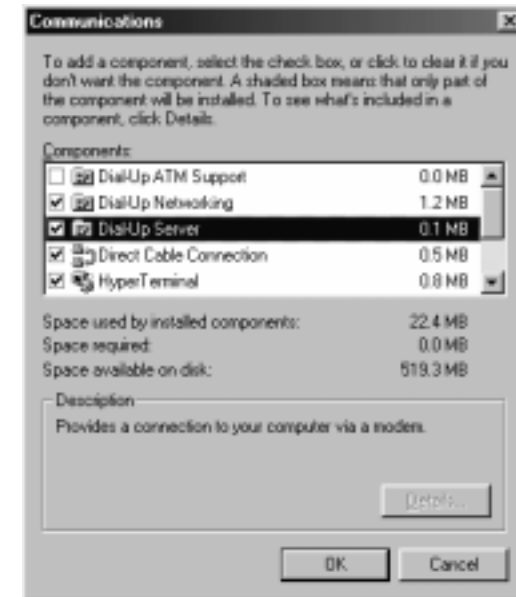 Communications
To add a component, select the check box, or click to clear it if you
don't want the component. A shaded box means that only part of
the component will be installed. To see what's included in a
component, click Details.
Components:
Dial-Up ATM Support 0.0 MB
Dial-Up Networking 1.2 MB
Dial-Up Server 0.1 MB
Direct Cable Connection 0.5 MB
HyperTerminal 0.8 MB
Space used by installed components: 22.4 MB
Space required: 0.0 MB
Space available on disk: 519.3 MB
Description
Provides a connection to your computer via a modem.
Details...
OK Cancel